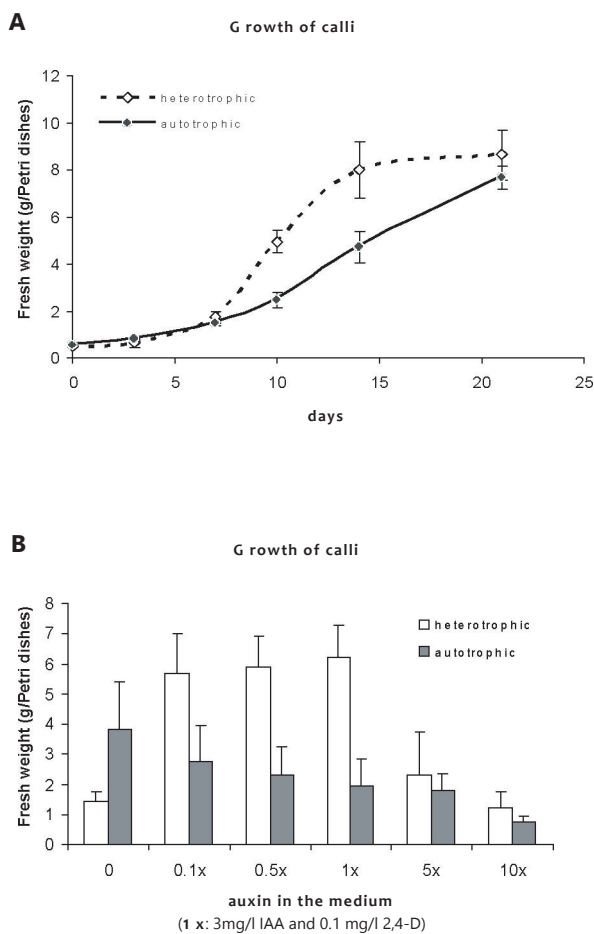 A
G rowth of calli
Fresh weight (g/Petri dishes)
12
10
8
6
4
2
0
heterotrophic
autotrophic
0 5 10 15 20 25
days
B
G rowth of calli
Fresh weight (g/Petri dishes)
8
7
6
5
4
3
2
1
0
heterotrophic
autotrophic
0 0.1x 0.5x 1x 5x 10x
auxin in the medium
(1 x: 3mg/l IAA and 0.1 mg/l 2,4-D)